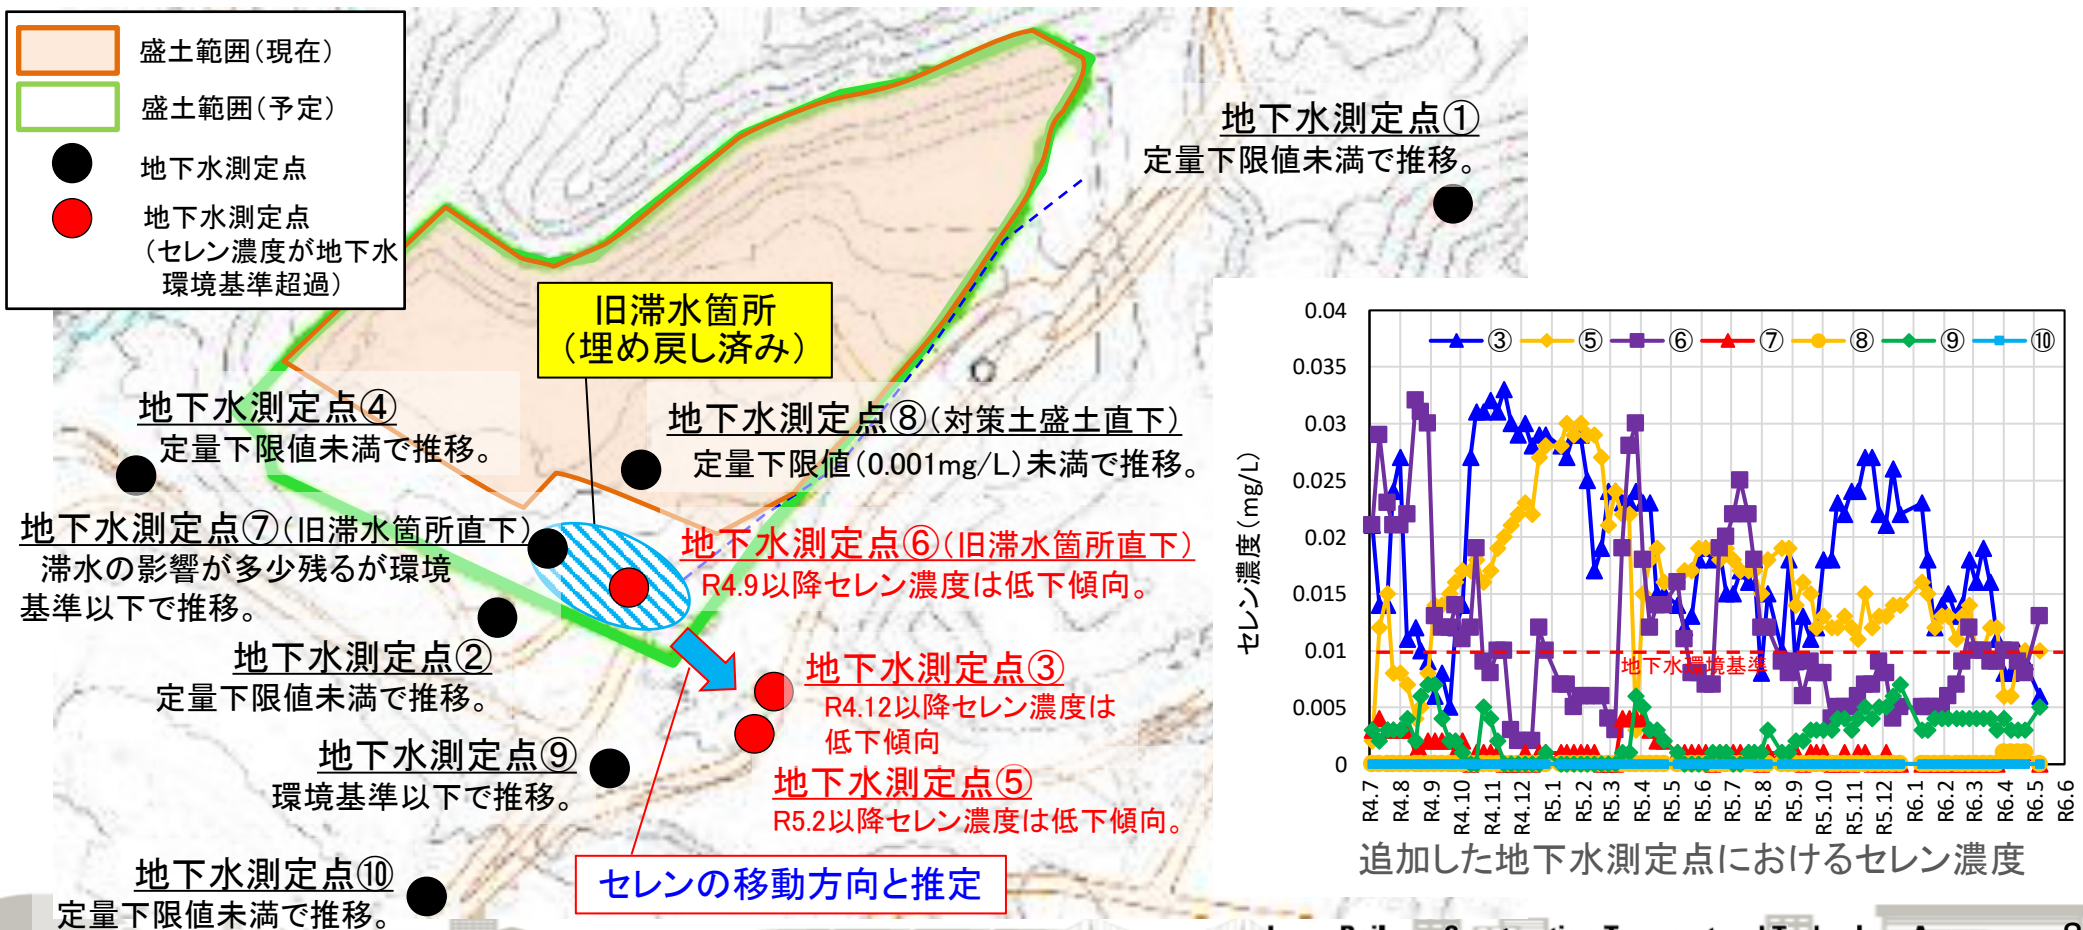 盛土範囲(現在)
盛土範囲(予定)
地下水測定点
地下水測定点
(セレン濃度が地下水
環境基準超過)
地下水測定点①
定量下限値未満で推移。
旧滞水箇所
(埋め戻し済み)
地下水測定点④
定量下限値未満で推移。
地下水測定点⑧(対策土盛土直下)
定量下限値(0.001mg/L)未満で推移。
地下水測定点⑦(旧滞水箇所直下)
滞水の影響が多少残るが環境
基準以下で推移。
地下水測定点⑥(旧滞水箇所直下)
R4.9以降セレン濃度は低下傾向。
地下水測定点②
定量下限値未満で推移。
地下水測定点③
R4.12以降セレン濃度は
低下傾向
地下水測定点⑨
環境基準以下で推移。
地下水測定点⑤
R5.2以降セレン濃度は低下傾向。
地下水測定点⑩
定量下限値未満で推移。
セレンの移動方向と推定
③ ⑤ ⑥ ⑦ ⑧ ⑨ ⑩
セレン濃度(mg/L)
0.04
0.035
0.03
0.025
0.02
0.015
0.01
0.005
0
地下水環境基準
R4.7 R4.8 R4.9 R4.10 R4.11 R4.12 R5.1 R5.2 R5.3 R5.4 R5.5 R5.6 R5.7 R5.8 R5.9 R5.10 R5.11 R5.12 R6.1 R6.2 R6.3 R6.4 R6.5 R6.6
追加した地下水測定点におけるセレン濃度